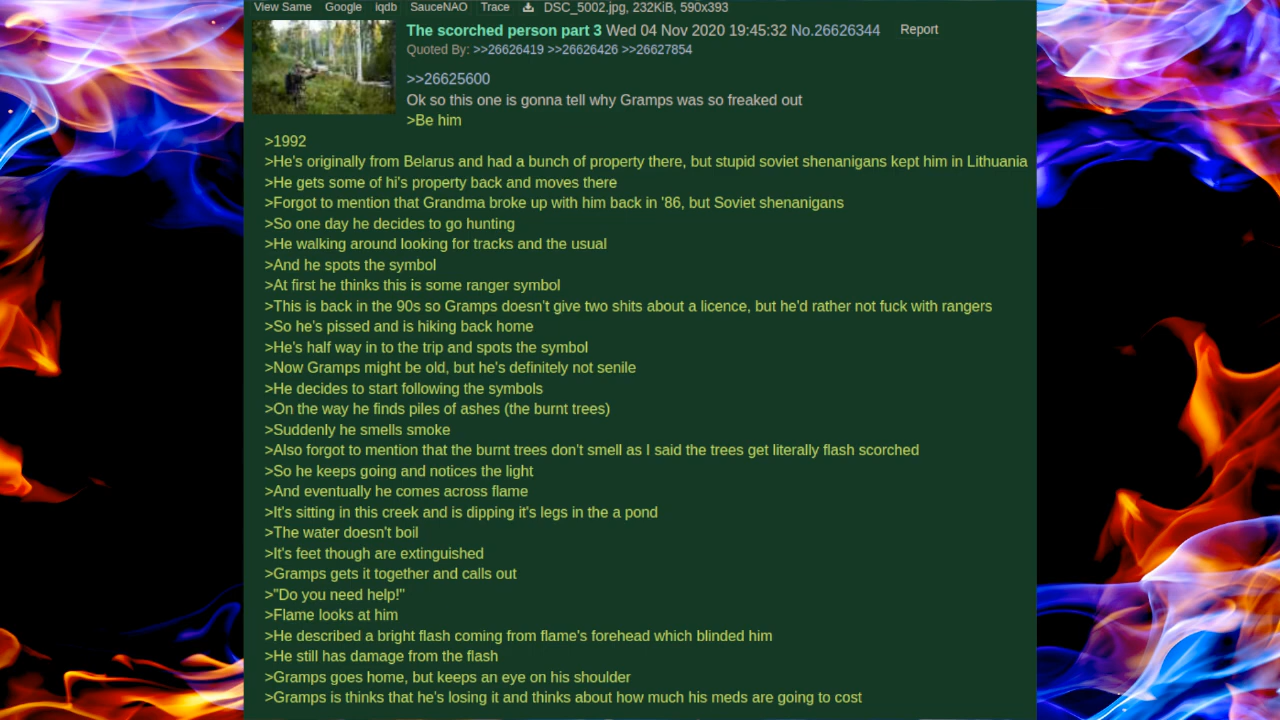 View Same Google iqdb SauceNAO Trace DSC_5002.jpg, 232KiB, 590x393
The scorched person part 3 Wed 04 Nov 2020 19:45:32 No.26626344 Report
Quoted By: >>26626419 >>26626426 >>26627854
>>26625600
Ok so this one is gonna tell why Gramps was so freaked out
>Be him
>1992
>He's originally from Belarus and had a bunch of property there, but stupid soviet shenanigans kept him in Lithuania
>He gets some of hi's property back and moves there
>Forgot to mention that Grandma broke up with him back in '86, but Soviet shenanigans
>So one day he decides to go hunting
>He walking around looking for tracks and the usual
>And he spots the symbol
>At first he thinks this is some ranger symbol
>This is back in the 90s so Gramps doesn't give two shits about a licence, but he'd rather not fuck with rangers
>So he's pissed and is hiking back home
>He's half way in to the trip and spots the symbol
>Now Gramps might be old, but he's definitely not senile
>He decides to start following the symbols
>On the way he finds piles of ashes (the burnt trees)
>Suddenly he smells smoke
>Also forgot to mention that the burnt trees don't smell as I said the trees get literally flash scorched
>So he keeps going and notices the light
>And eventually he comes across flame
>It's sitting in this creek and is dipping it's legs in the a pond
>The water doesn't boil
>It's feet though are extinguished
>Gramps gets it together and calls out
>"Do you need help!"
>Flame looks at him
>He described a bright flash coming from flame's forehead which blinded him
>He still has damage from the flash
>Gramps goes home, but keeps an eye on his shoulder
>Gramps is thinks that he's losing it and thinks about how much his meds are going to cost